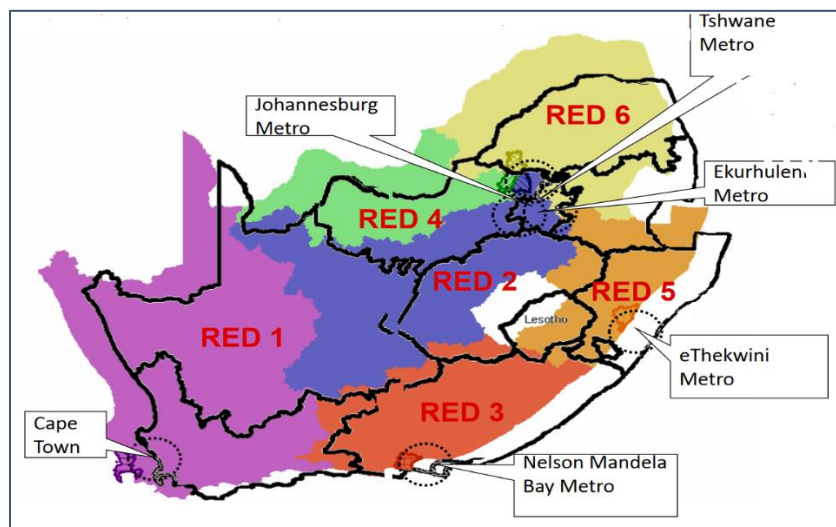 Tshwane
Metro
Johannesburg
Metro
RED 6
Ekurhuleni
Metro
RED 4
RED 2
RED 5
Lesotho
RED 1
eThekwini
Metro
RED 3
Cape
Town
Nelson Mandela
Bay Metro